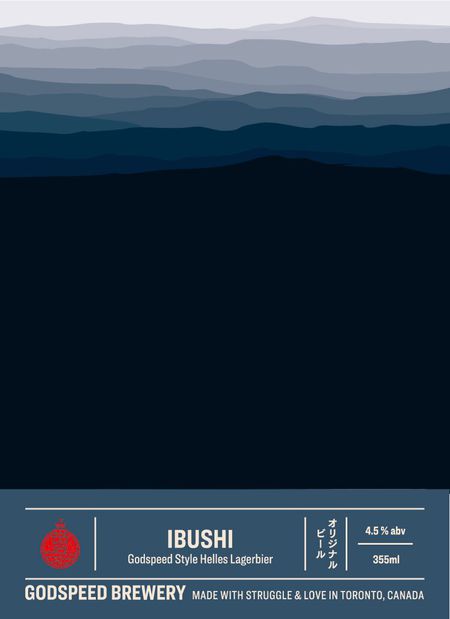 IBUSHI
Godspeed Style Helles Lagerbier
オリジナル
ビール
4.5 % abv
355ml
GODSPEED BREWERY MADE WITH STRUGGLE & LOVE IN TORONTO, CANADA